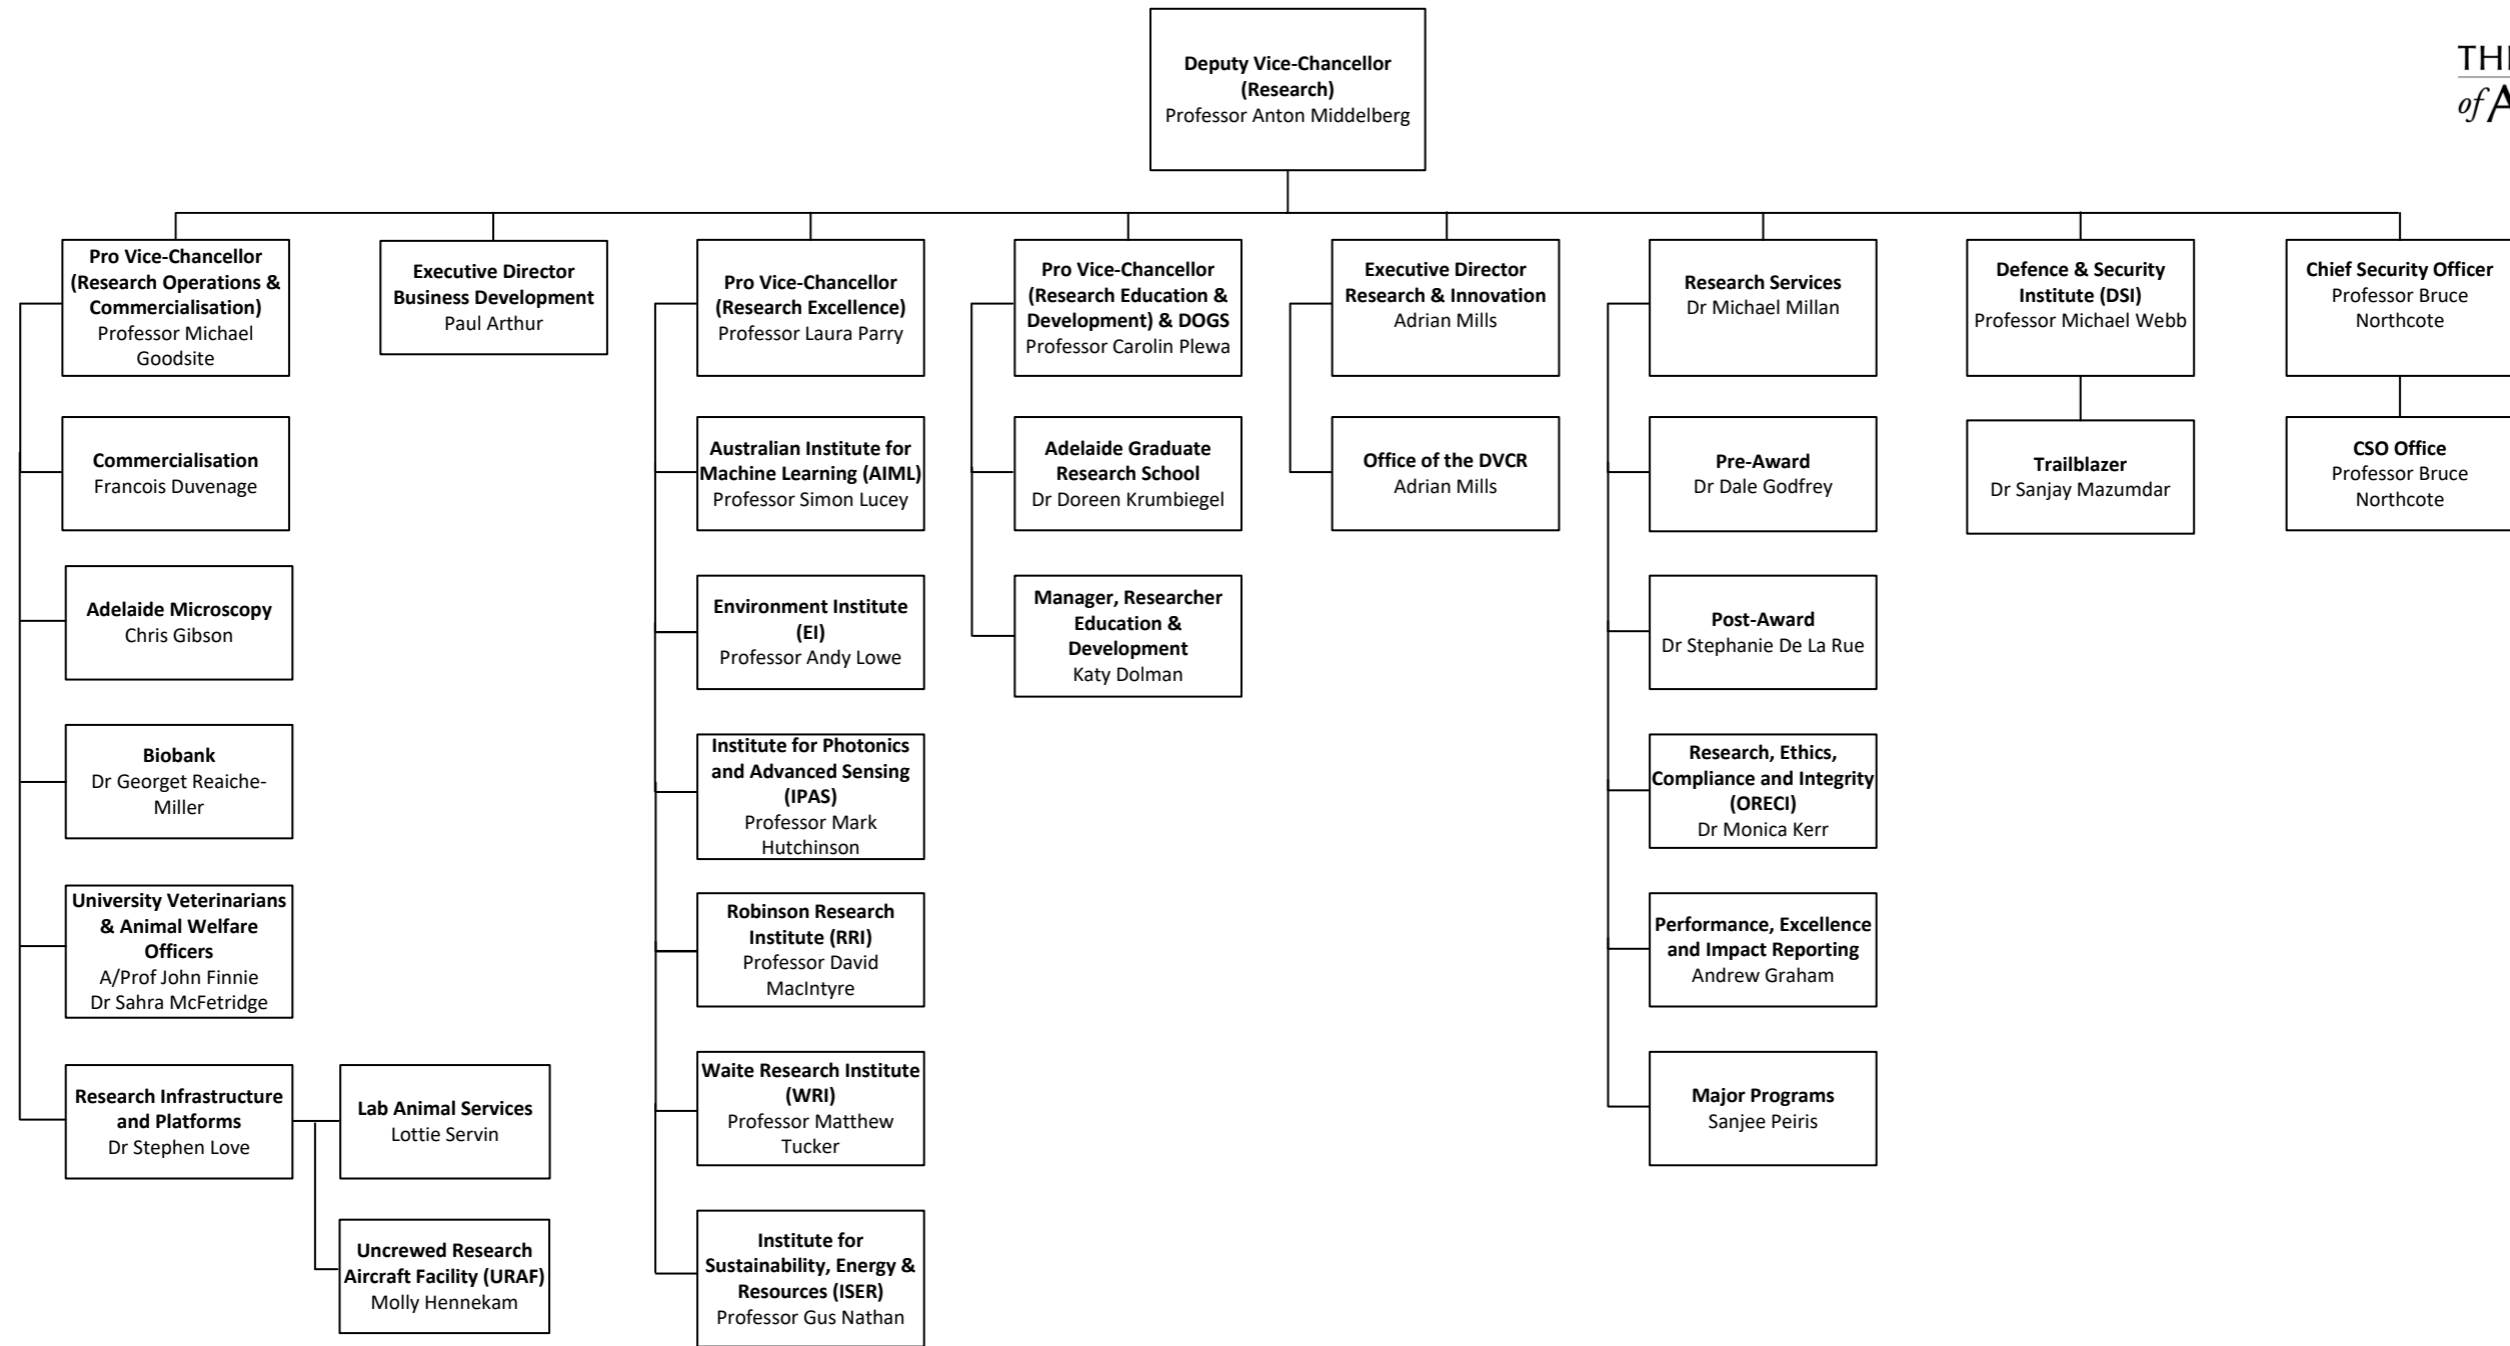 Deputy Vice-Chancellor
(Research)
Professor Anton Middelberg
of
Pro Vice-Chancellor
(Research Operations &
Commercialisation)
Professor Michael
Goodsite
Commercialisation
Francois Duvenage
Adelaide Microscopy
Chris Gibson
Biobank
Dr Georget Reaiche-
Miller
University Veterinarians
& Animal Welfare
Officers
A/Prof John Finnie
Dr Sahra McFetridge
Research Infrastructure
and Platforms
Dr Stephen Love
Lab Animal Services
Lottie Servin
Uncrewed Research
Aircraft Facility (URAF)
Molly Hennekam
Executive Director
Business Development
Paul Arthur
Pro Vice-Chancellor
(Research Excellence)
Professor Laura Parry
Australian Institute for
Machine Learning (AIML)
Professor Simon Lucey
Environment Institute
(EI)
Professor Andy Lowe
Institute for Photonics
and Advanced Sensing
(IPAS)
Professor Mark
Hutchinson
Robinson Research
Institute (RRI)
Professor David
MacIntyre
Waite Research Institute
(WRI)
Professor Matthew
Tucker
Institute for
Sustainability, Energy &
Resources (ISER)
Professor Gus Nathan
Pro Vice-Chancellor
(Research Education &
Development) & DOGS
Professor Carolin Plewa
Adelaide Graduate
Research School
Dr Doreen Krumbiegel
Manager, Researcher
Education &
Development
Katy Dolman
Executive Director
Research & Innovation
Adrian Mills
Office of the DVCR
Adrian Mills
Research Services
Dr Michael Millan
Pre-Award
Dr Dale Godfrey
Post-Award
Dr Stephanie De La Rue
Research, Ethics,
Compliance and Integrity
(ORECI)
Dr Monica Kerr
Performance, Excellence
and Impact Reporting
Andrew Graham
Major Programs
Sanjee Peiris
Defence & Security
Institute (DSI)
Professor Michael Webb
Trailblazer
Dr Sanjay Mazumdar
Chief Security Officer
Professor Bruce
Northcote
CSO Office
Professor Bruce
Northcote